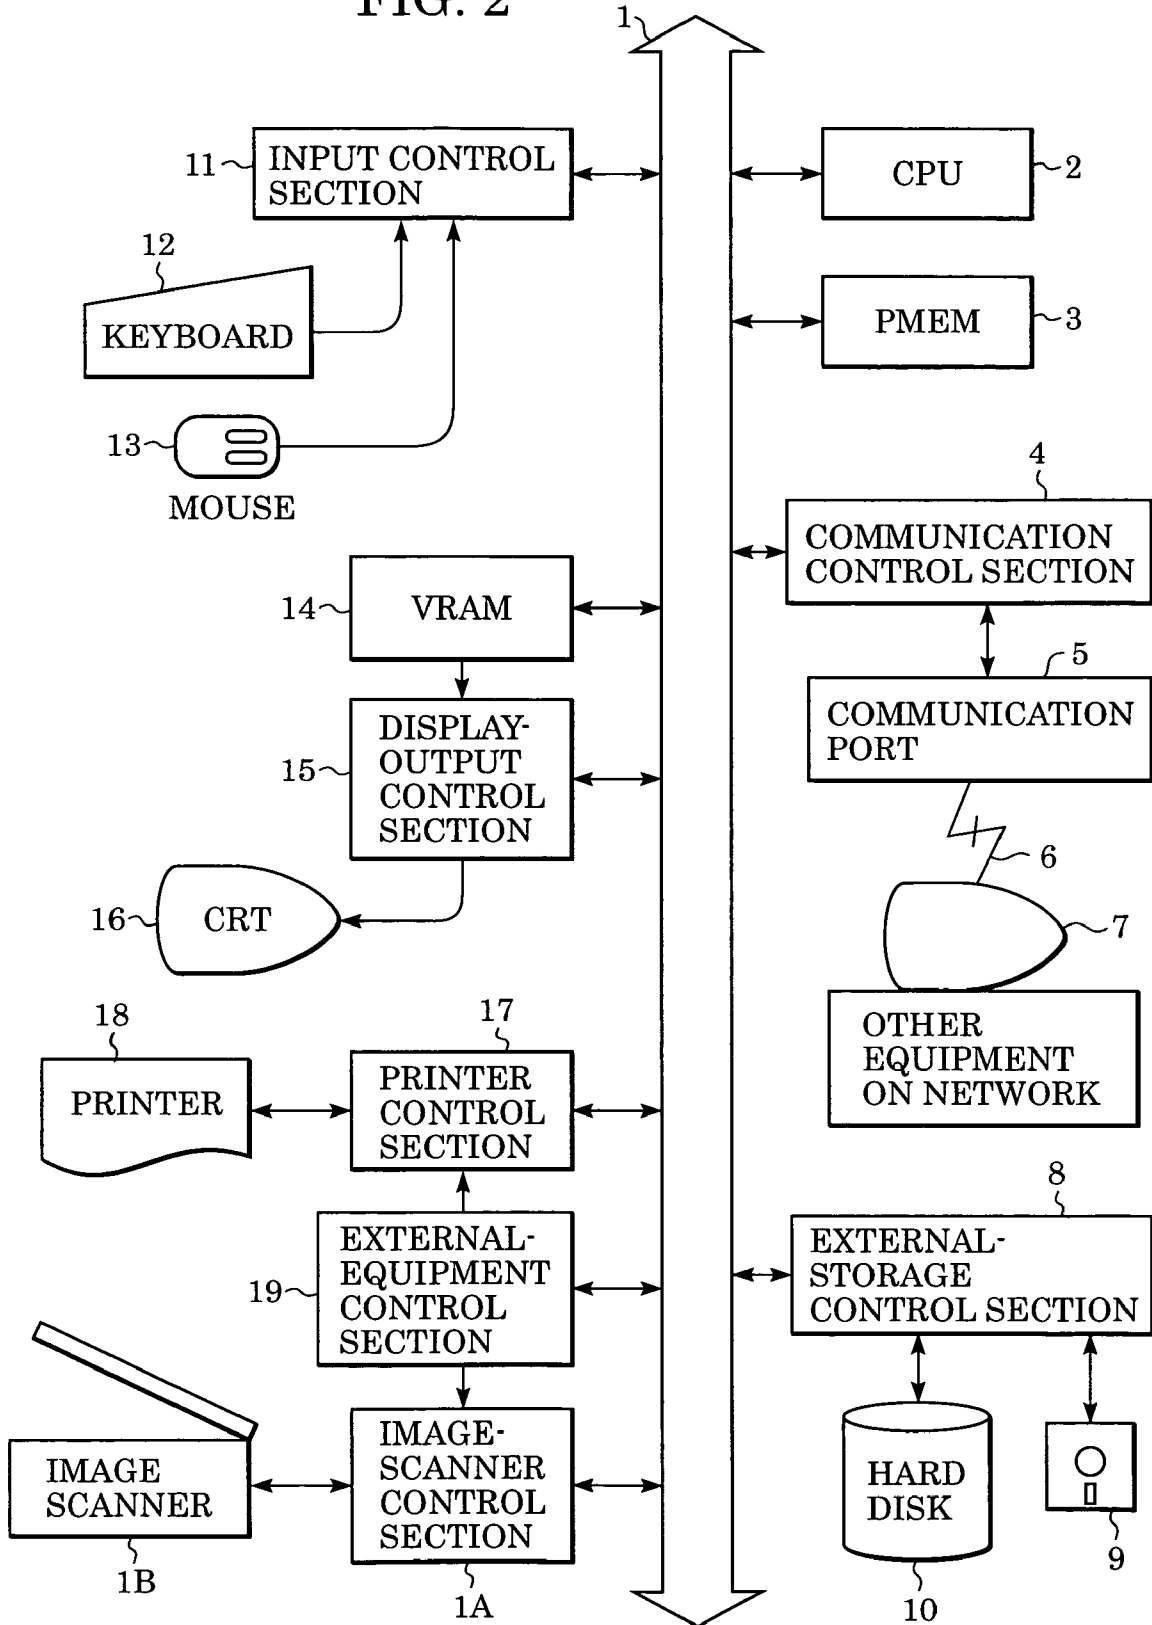 FIG. 2
1
11
INPUT CONTROL
SECTION
CPU
2
12
KEYBOARD
PMEM
3
13
MOUSE
4
COMMUNICATION
CONTROL SECTION
14
VRAM
5
COMMUNICATION
PORT
15
DISPLAY-
OUTPUT
CONTROL
SECTION
6
16
CRT
7
OTHER
EQUIPMENT
ON NETWORK
18
PRINTER
17
PRINTER
CONTROL
SECTION
8
EXTERNAL-
STORAGE
CONTROL SECTION
19
EXTERNAL-
EQUIPMENT
CONTROL
SECTION
IMAGE
SCANNER
1B
IMAGE-
SCANNER
CONTROL
SECTION
1A
HARD
DISK
10
9